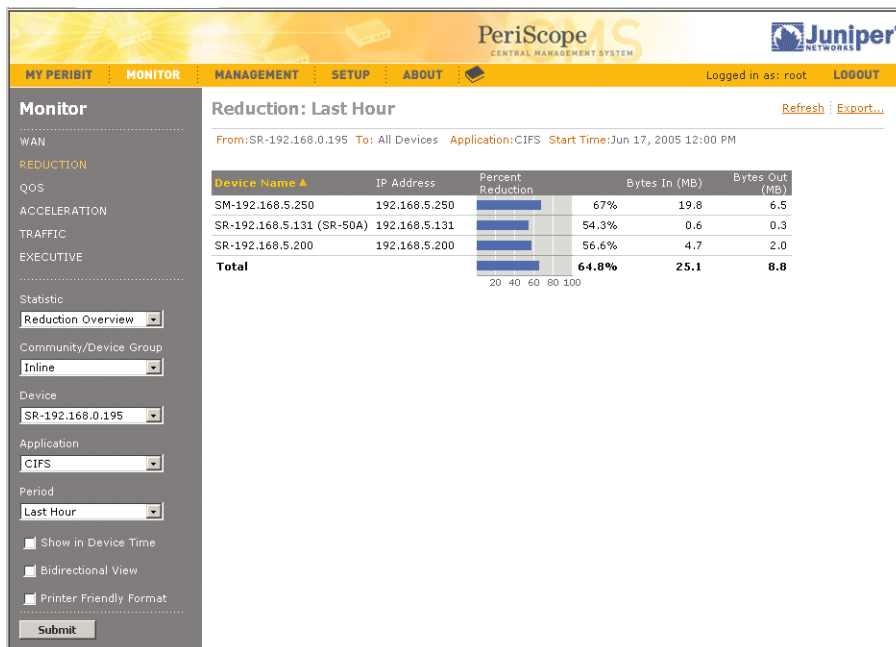 PeriScope
CENTRAL MANAGEMENT SYSTEM
CMS
Juniper
NETWORKS
MY PERIBIT MONITOR MANAGEMENT SETUP ABOUT Logged in as: root LOGOUT
Monitor
WAN
REDUCTION
QOS
ACCELERATION
TRAFFIC
EXECUTIVE
Statistic
Reduction Overview
Community/Device Group
Inline
Device
SR-192.168.0.195
Application
CIFS
Period
Last Hour
Show in Device Time
Bidirectional View
Printer Friendly Format
Submit
Reduction: Last Hour
Refresh Export...
From:SR-192.168.0.195 To: All Devices Application:CIFS Start Time:Jun 17, 2005 12:00 PM
Device Name IP Address Percent Reduction Bytes In (MB) Bytes Out (MB)
SM-192.168.5.250 192.168.5.250 67% 19.8 6.5
SR-192.168.5.131 (SR-50A) 192.168.5.131 54.3% 0.6 0.3
SR-192.168.5.200 192.168.5.200 56.6% 4.7 2.0
Total 64.8% 25.1 8.8
20 40 60 80 100